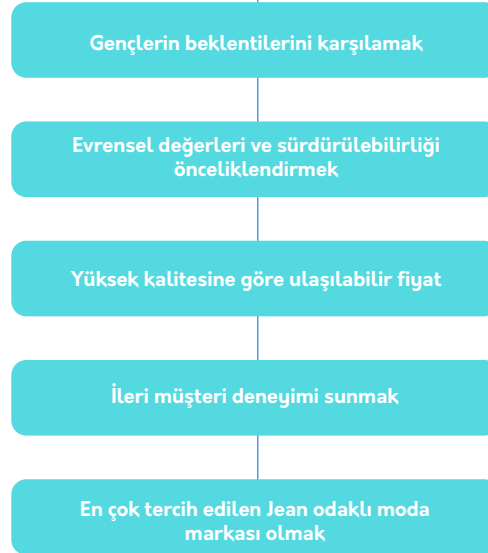 Gençlerin beklentilerini karşılamak
Evrensel değerleri ve sürdürülebilirliği
önceliklendirmek
Yüksek kalitesine göre ulaşılabilir fiyat
İleri müşteri deneyimi sunmak
En çok tercih edilen Jean odaklı moda
markası olmak